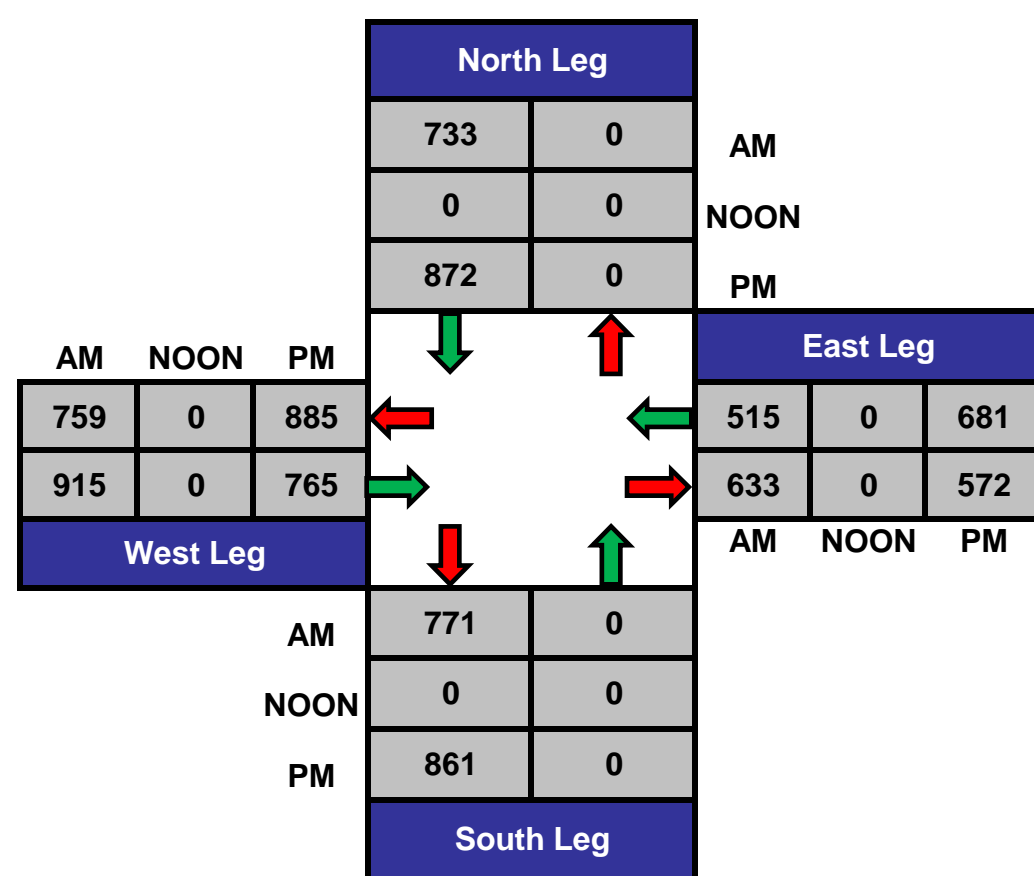 North Leg
733 0 AM
0 0 NOON
872 0 PM
AM NOON PM
East Leg
759 0 885
515 0 681
915 0 765
633 0 572
West Leg
AM NOON PM
AM 771 0
NOON 0 0
PM 861 0
South Leg